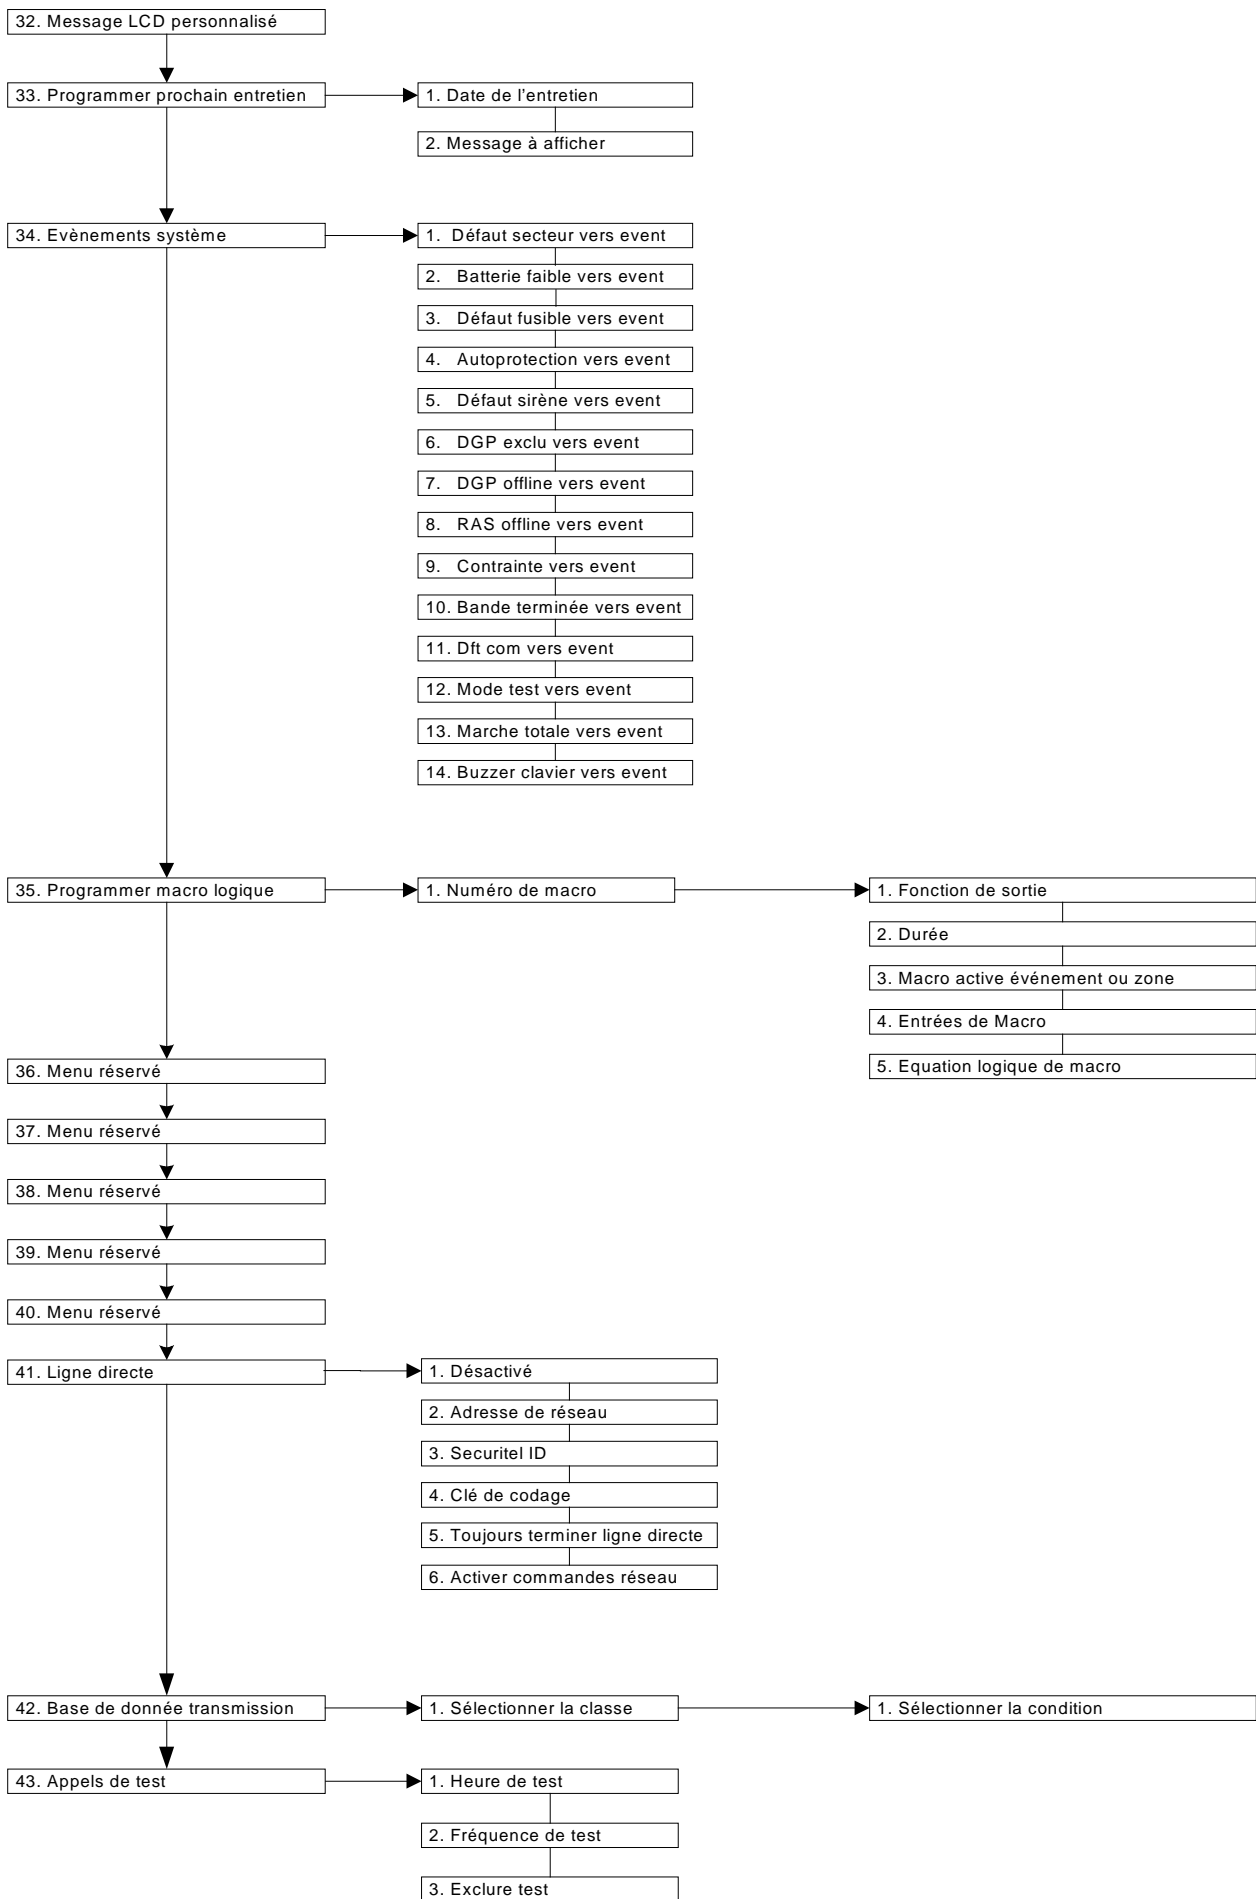 32. Message LCD personnalisé
33. Programmer prochain entretien
1. Date de l'entretien
2. Message à afficher
34. Evènements système
1. Défaut secteur vers event
2. Batterie faible vers event
3. Défaut fusible vers event
4. Autoprotection vers event
5. Défaut sirène vers event
6. DGP exclu vers event
7. DGP offline vers event
8. RAS offline vers event
9. Contrainte vers event
10. Bande terminée vers event
11. Dft com vers event
12. Mode test vers event
13. Marche totale vers event
14. Buzzer clavier vers event
35. Programmer macro logique
1. Numéro de macro
1. Fonction de sortie
2. Durée
3. Macro active événement ou zone
4. Entrées de Macro
5. Equation logique de macro
36. Menu réservé
37. Menu réservé
38. Menu réservé
39. Menu réservé
40. Menu réservé
41. Ligne directe
1. Désactivé
2. Adresse de réseau
3. Securitel ID
4. Clé de codage
5. Toujours terminer ligne directe
6. Activer commandes réseau
42. Base de donnée transmission
1. Sélectionner la classe
1. Sélectionner la condition
43. Appels de test
1. Heure de test
2. Fréquence de test
3. Exclure test